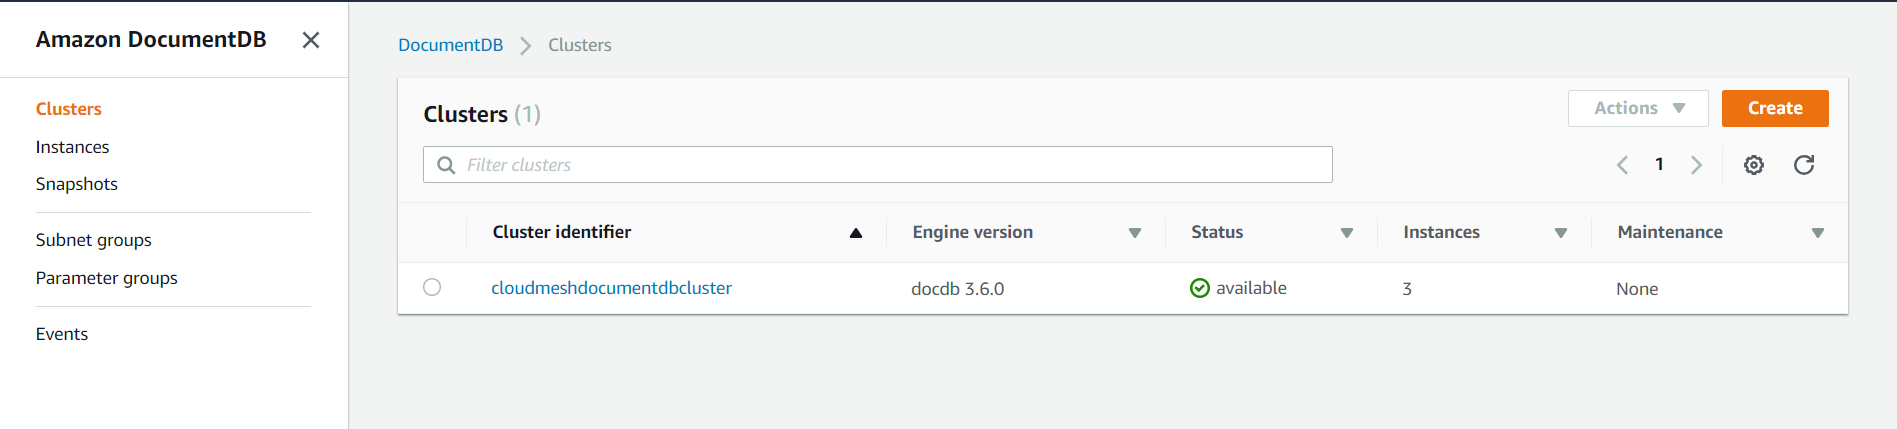 Amazon DocumentDB
Clusters
Instances
Snapshots
Subnet groups
Parameter groups
Events
DocumentDB Clusters
Clusters (1)
Actions Create
Filter clusters
1
Cluster identifier Engine version Status Instances Maintenance
cloudmeshdocumentdbcluster docdb 3.6.0 available 3 None